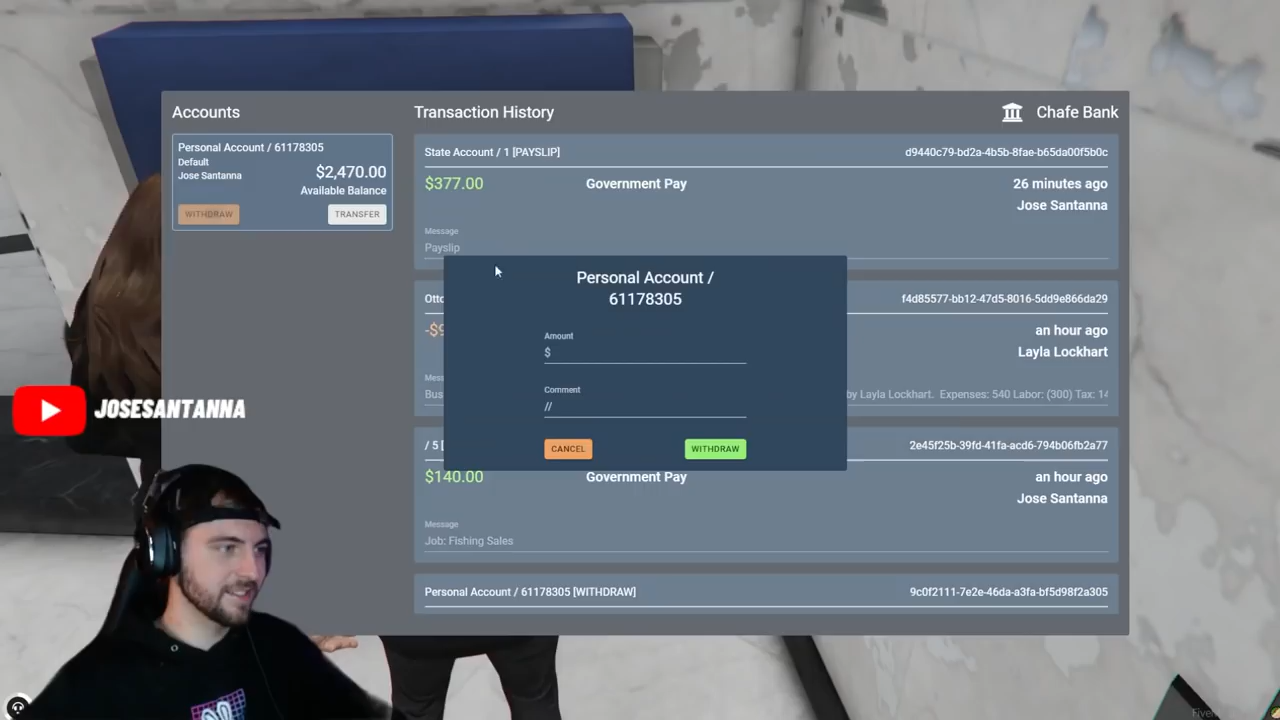 Accounts
Personal Account / 61178305
Default
Jose Santanna
$2,470.00
Available Balance
WITHDRAW
TRANSFER
Transaction History
Chafe Bank
State Account / 1 [PAYSLIP]
d9440c79-bd2a-4b5b-8fae-b65da00f5b0c
$377.00
Government Pay
26 minutes ago
Jose Santanna
Message
Payslip
f4d85577-bb12-47d5-8016-5dd9e866da29
an hour ago
Layla Lockhart
by Layla Lockhart. Expenses: 540 Labor: (300) Tax:
Personal Account /
61178305
Amount
$
Comment
//
CANCEL
WITHDRAW
/ 5 [
2e45f25b-39fd-41fa-acd6-794b06fb2a77
$140.00
Government Pay
an hour ago
Jose Santanna
Message
Job: Fishing Sales
Personal Account / 61178305 [WITHDRAW]
9c0f2111-7e2e-46da-a3fa-bf5d98f2a305
JOSESANTANNA